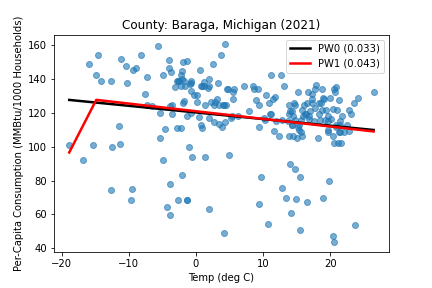 County: Baraga, Michigan (2021)
PW0 (0.033)
PW1 (0.043)
Per-Capita Consumption (MMBtu/1000 Households)
160
140
120
100
80
60
40
−20
−10
0
10
20
Temp (deg C)